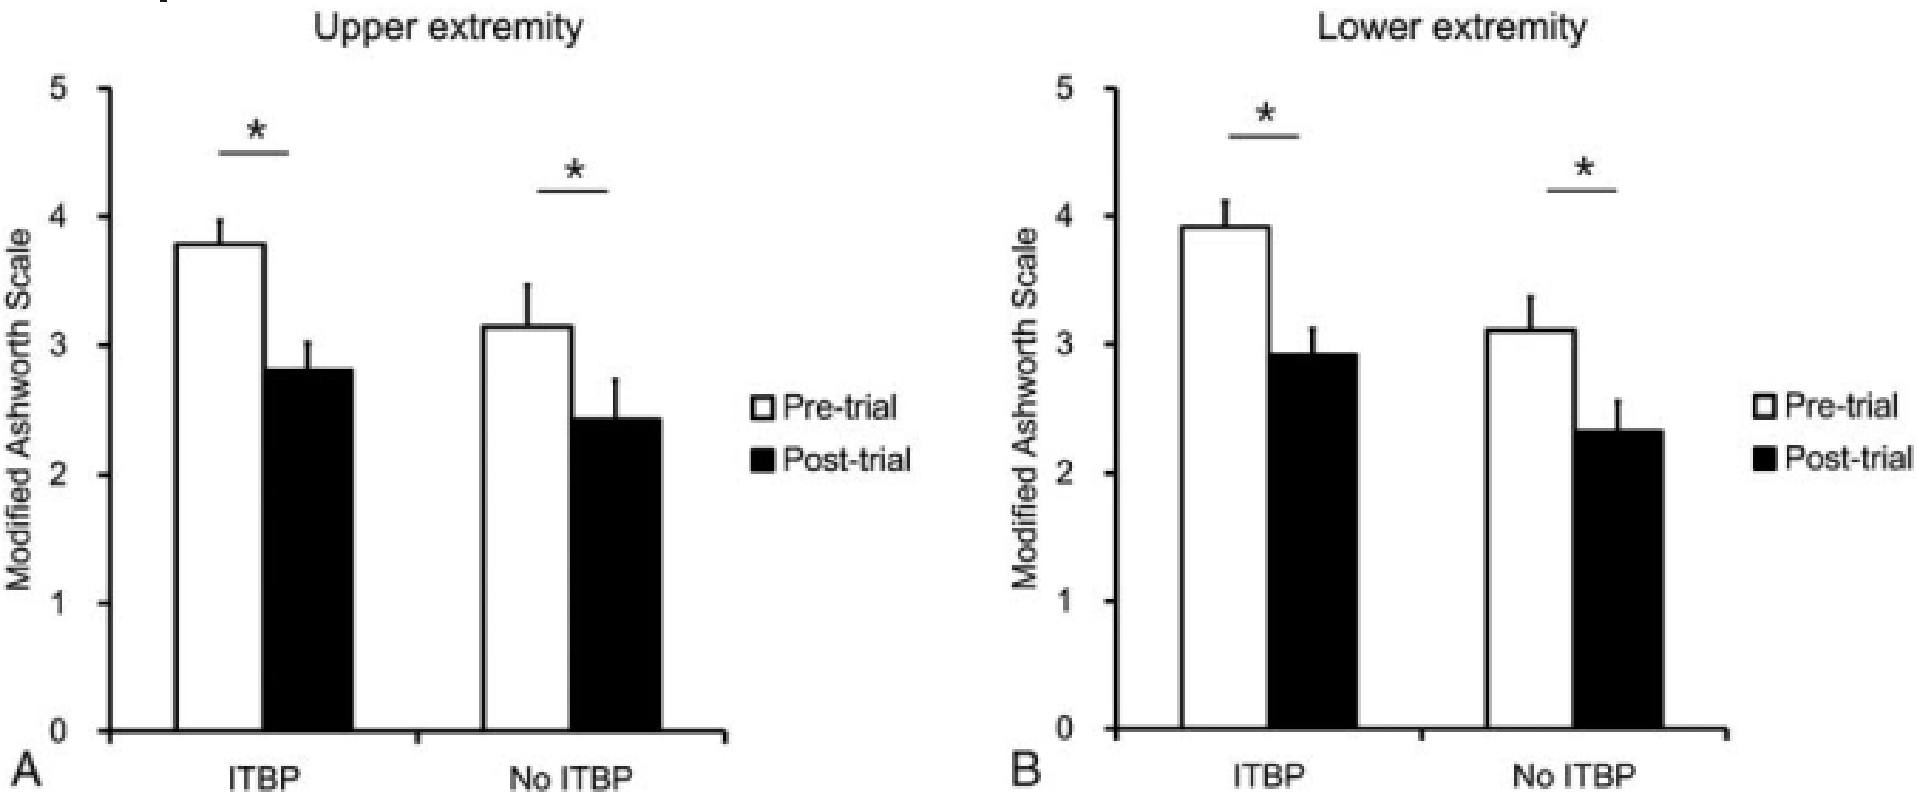 Upper extremity
5
4
3
2
1
0
Modified Ashworth Scale
*
*
Pre-trial
Post-trial
ITBP
No ITBP
A
Lower extremity
5
4
3
2
1
0
Modified Ashworth Scale
*
*
Pre-trial
Post-trial
ITBP
No ITBP
B